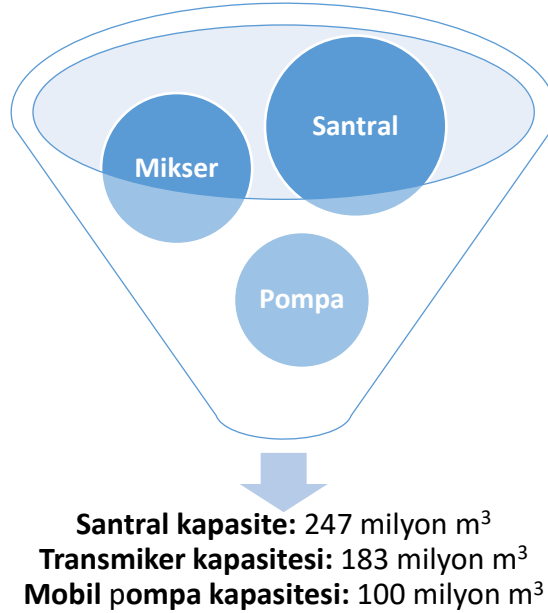 Santral
Mikser
Pompa
Santral kapasite: 247 milyon m³
Transmiker kapasitesi: 183 milyon m³
Mobil pompa kapasitesi: 100 milyon m³